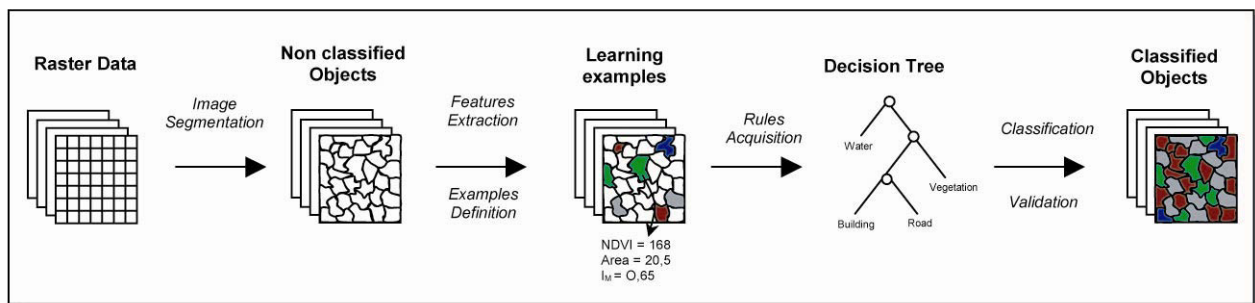 Raster Data
Image
Segmentation
Non classified
Objects
Features
Extraction
Examples
Definition
Learning
examples
NDVI = 168
Area = 20,5
IM = O,65
Rules
Acquisition
Decision Tree
Water
Vegetation
Building
Road
Classification
Validation
Classified
Objects